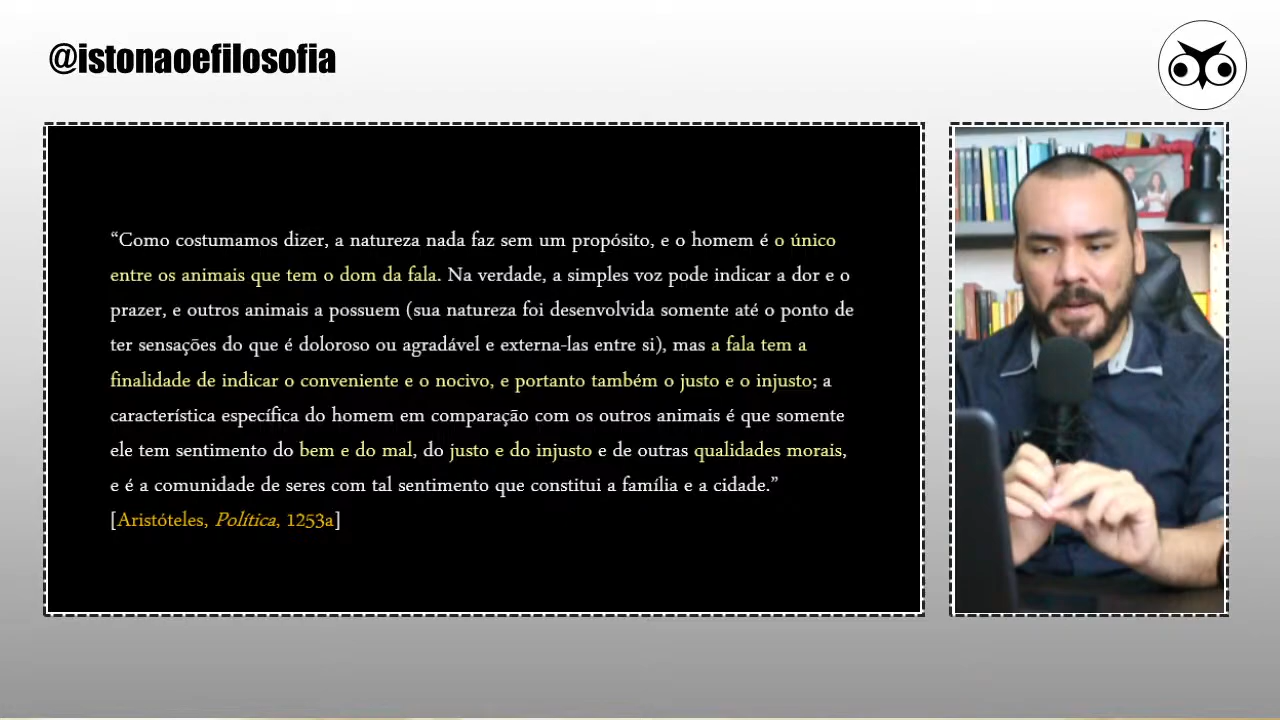 @istonaoefilosofia
“Como costumamos dizer, a natureza nada faz sem um propósito, e o homem é o único
entre os animais que tem o dom da fala. Na verdade, a simples voz pode indicar a dor e o
prazer, e outros animais a possuem (sua natureza foi desenvolvida somente até o ponto de
ter sensações do que é doloroso ou agradável e externa-las entre si), mas a fala tem a
finalidade de indicar o conveniente e o nocivo, e portanto também o justo e o injusto; a
característica específica do homem em comparação com os outros animais é que somente
ele tem sentimento do bem e do mal, do justo e do injusto e de outras qualidades morais,
e é a comunidade de seres com tal sentimento que constitui a família e a cidade.”
[Aristóteles, Política, 1253a]